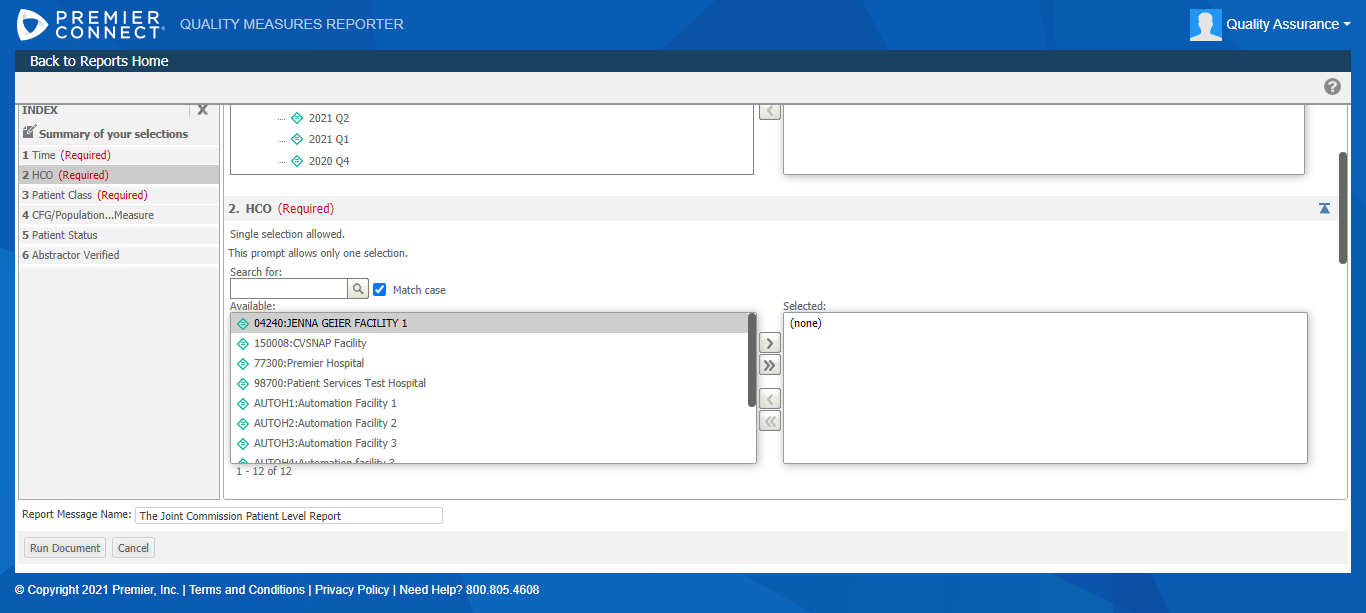 PREMIER
CONNECT®
QUALITY MEASURES REPORTER
Quality Assurance
Back to Reports Home
INDEX
X
Summary of your selections
1 Time (Required)
2 HCO (Required)
3 Patient Class (Required)
4 CFG/Population...Measure
5 Patient Status
6 Abstractor Verified
2021 Q2
2021 Q1
2020 Q4
2. HCO (Required)
Single selection allowed.
This prompt allows only one selection.
Search for:
Match case
Available:
04240:JENNA GEIER FACILITY 1
150008:CVSNAP Facility
77300:Premier Hospital
98700:Patient Services Test Hospital
AUTOH1:Automation Facility 1
AUTOH2:Automation Facility 2
AUTOH3:Automation Facility 3
AUTOH4:Automation facility 3
1 - 12 of 12
Selected:
(none)
Report Message Name: The Joint Commission Patient Level Report
Run Document Cancel
© Copyright 2021 Premier, Inc. | Terms and Conditions | Privacy Policy | Need Help? 800.805.4608